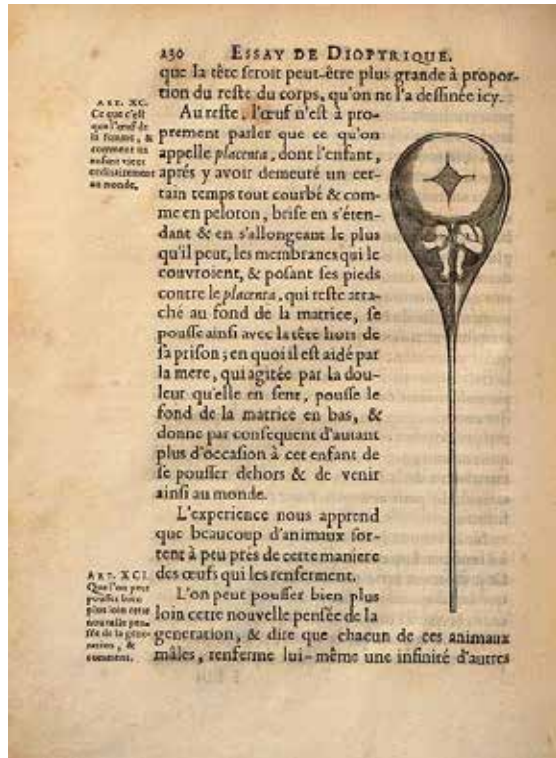 230 ESSAY DE DIOPTRIQUE.
que la tête seroit peut-être plus grande à propor-
tion du reste du corps, qu'on ne l'a dessinée icy.
ART. XC.
Ce que c'est
que l'œuf de
la femme, &
comment un
enfant vient
ordinairement
au monde.
Au reste, l'œuf n'est à pro-
prement parler que ce qu'on
appelle placenta, dont l'enfant,
aprés y avoir demeuré un cer-
tain temps tout courbé & com-
me en peloton, brise en s'éten-
dant & en s'allongeant le plus
qu'il peut, les membranes qui le
couvroient, & posant ses pieds
contre le placenta, qui reste atta-
ché au fond de la matrice, se
pousse ainsi avec la tête hors de
sa prison ; en quoi il est aidé par
la mere, qui agitée par la dou-
leur qu'elle en sent, pousse le
fond de la matrice en bas, &
donne par consequent d'autant
plus d'occasion à cet enfant de
se pousser dehors & de venir
ainsi au monde.
L'experience nous apprend
que beaucoup d'animaux sor-
tent à peu prés de cette maniere
des œufs qui les renferment.
ART. XCI.
Que l'on peut
pousser bien
plus loin cette
nouvelle pen-
sée de la gene-
ration, &
comment.
L'on peut pousser bien plus
loin cette nouvelle pensée de la
generation, & dire que chacun de ces animaux
mâles, renferme lui-même une infinité d'autres